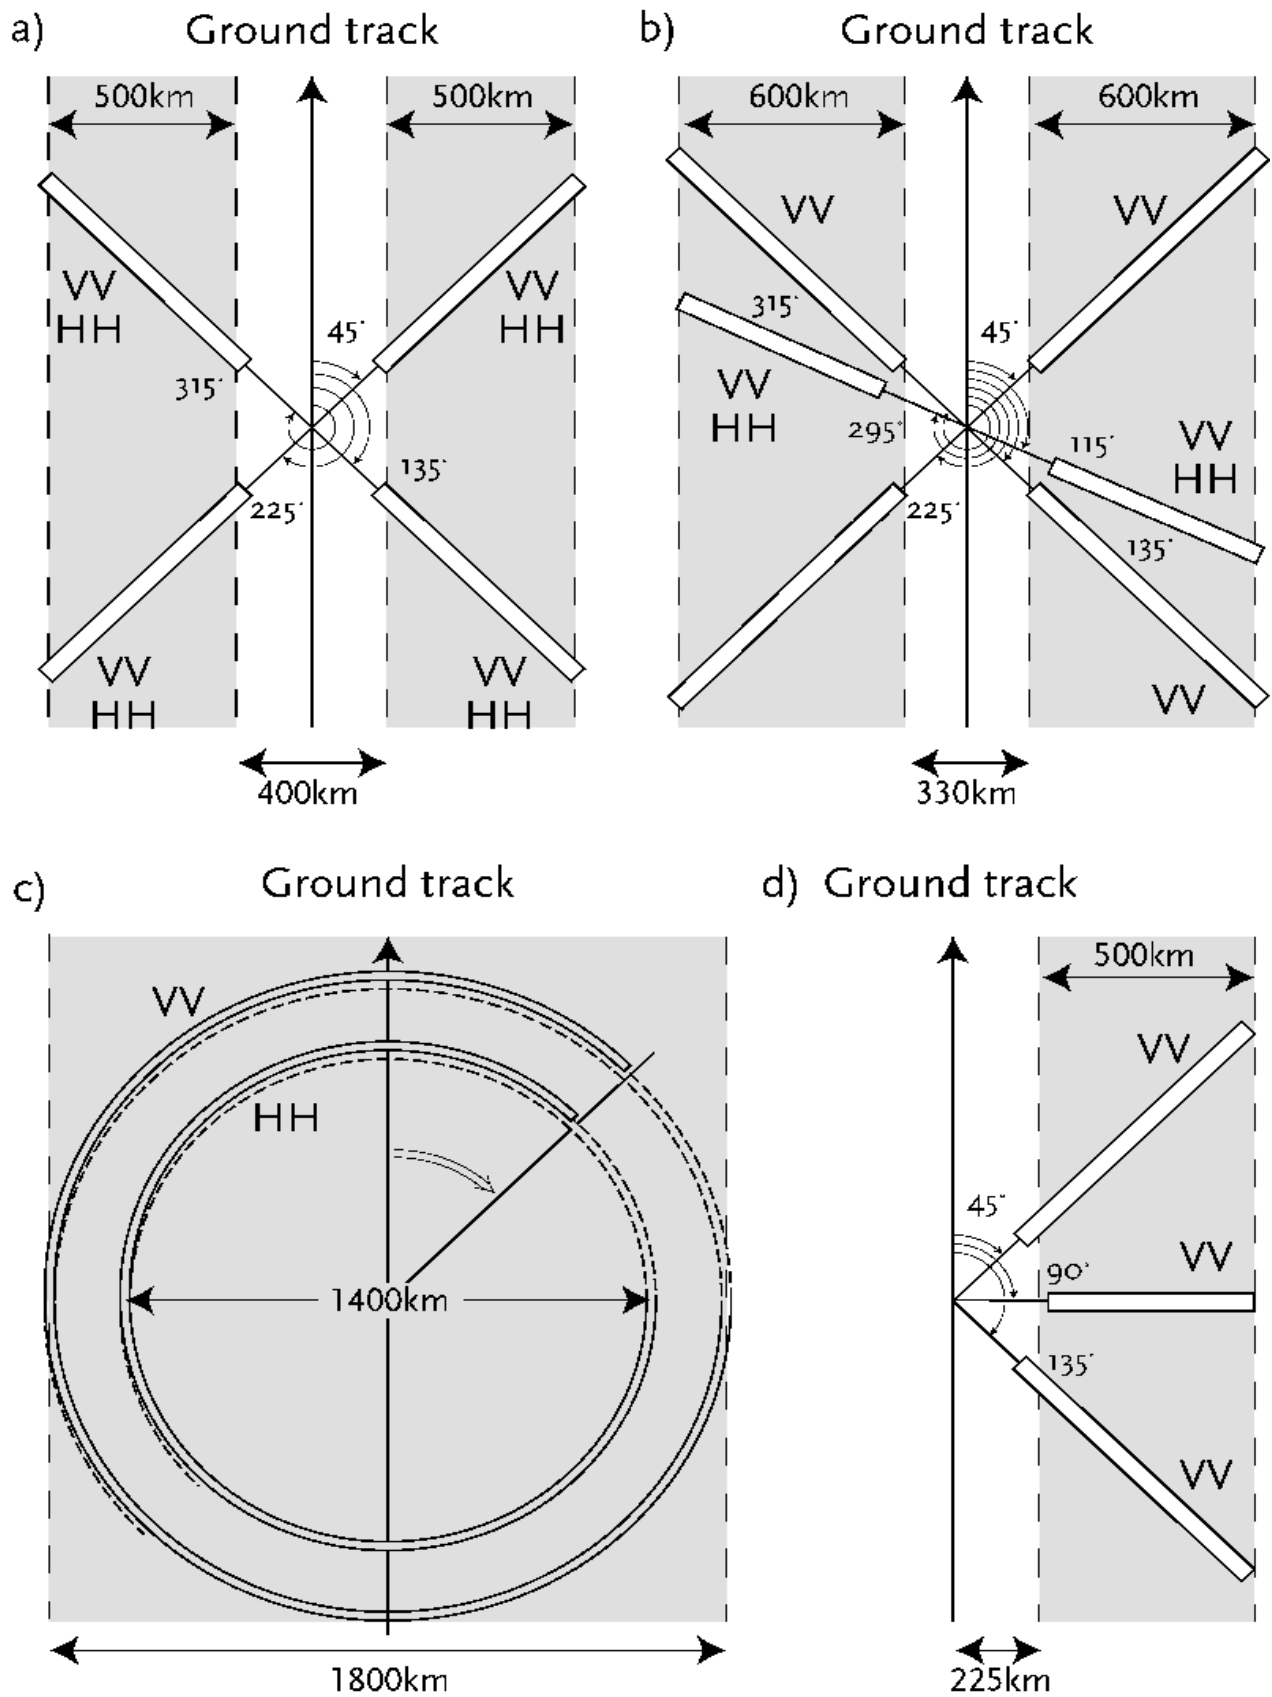 a) Ground track
500km 500km
VV
HH
VV
HH
45°
315°
135°
225°
VV
HH
VV
HH
400km
b) Ground track
600km 600km
VV
VV
315°
45°
VV
HH
295°
115°
VV
HH
225°
135°
VV
330km
c) Ground track
VV
HH
1400km
1800km
d) Ground track
500km
VV
45°
VV
90°
135°
VV
225km